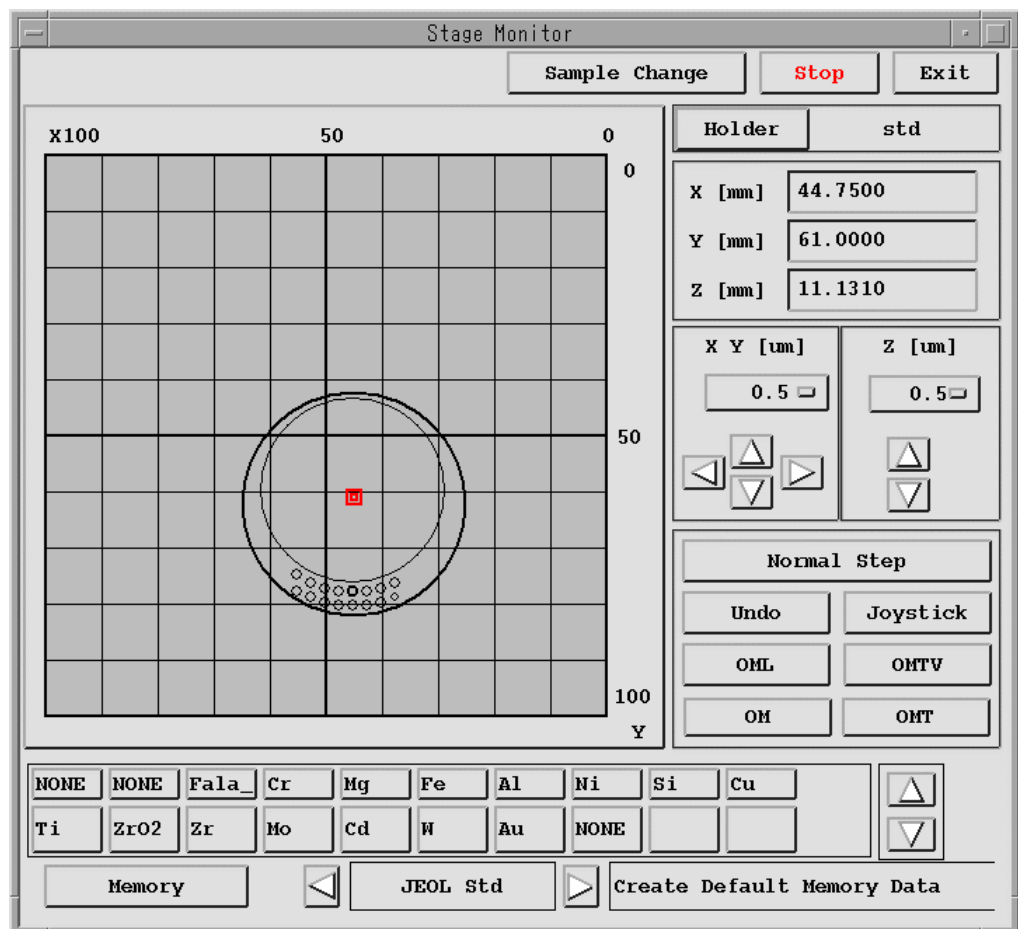 Stage Monitor
Sample Change Stop Exit
X100 50 0
Holder std
0
X [mm] 44.7500
Y [mm] 61.0000
Z [mm] 11.1310
X Y [um] Z [um]
0.5 0.5
50
Normal Step
Undo Joystick
OML OMTV
100
OM OMT
Y
NONE NONE Fala_ Cr Mg Fe Al Ni Si Cu
Ti ZrO2 Zr Mo Cd W Au NONE
Memory JEOL Std Create Default Memory Data